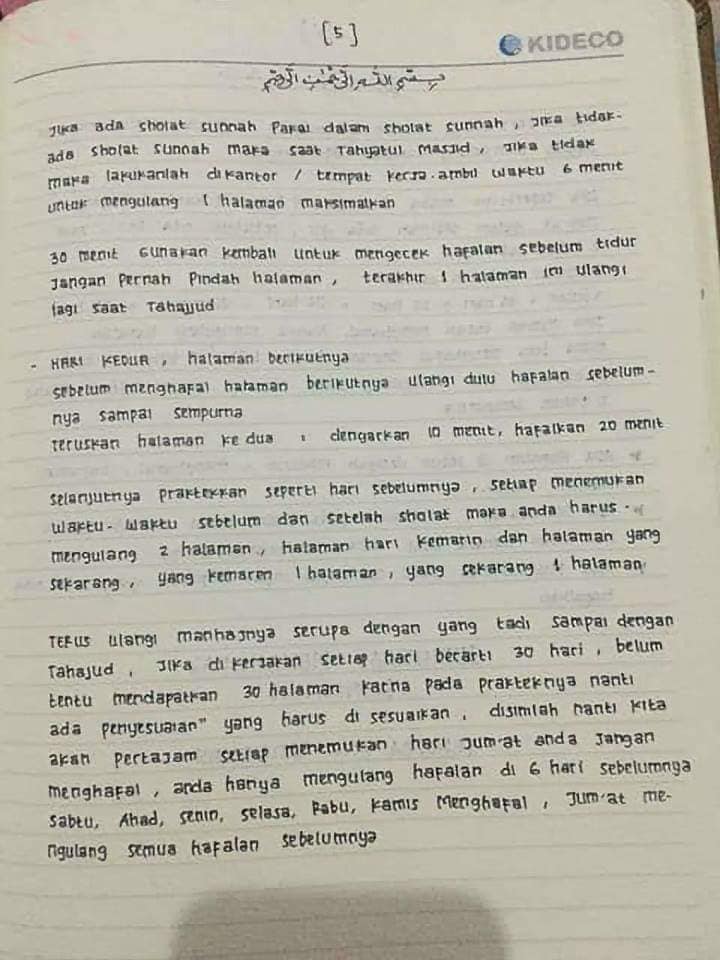 [5]
KIDECO
بسم الله الرحمن الرحيم
Jika ada sholat sunnah Pakai dalam sholat sunnah, jika tidak-
ada sholat sunnah maka saat Tahyatul Masjid, jika tidak
maka lakukanlah dikantor / tempat kerja. ambil waktu 6 menit
untuk mengulang 1 halaman maksimalkan
30 menit Gunakan kembali untuk mengecek hafalan sebelum tidur
Jangan Pernah Pindah halaman, terakhir 1 halaman ini ulangi
lagi saat Tahajjud
- HARI KEDUA, halaman berikutnya
sebelum menghafal halaman berikutnya ulangi dulu hafalan sebelum-
nya sampai sempurna
Teruskan halaman ke dua : dengarkan 10 menit, hafalkan 20 menit
Selanjutnya praktekkan seperti hari sebelumnya, setiap menemukan
waktu- waktu sebelum dan setelah sholat maka anda harus -
mengulang 2 halaman, halaman hari kemarin dan halaman yang
sekarang, yang kemaren 1 halaman, yang sekarang 1 halaman
TERUS ulangi manhajnya serupa dengan yang tadi sampai dengan
Tahajud, Jika di kerjakan setiap hari berarti 30 hari, belum
tentu mendapatkan 30 halaman karna pada prakteknya nanti
ada penyesuaian" yang harus di sesuaikan, disimlah nanti kita
akan pertajam setiap menemukan hari Jum'at anda Jangan
menghafal, anda hanya mengulang hafalan di 6 hari sebelumnya
Sabtu, Ahad, senin, selasa, Rabu, kamis Menghafal, Jum'at me-
ngulang semua hafalan sebelumnya